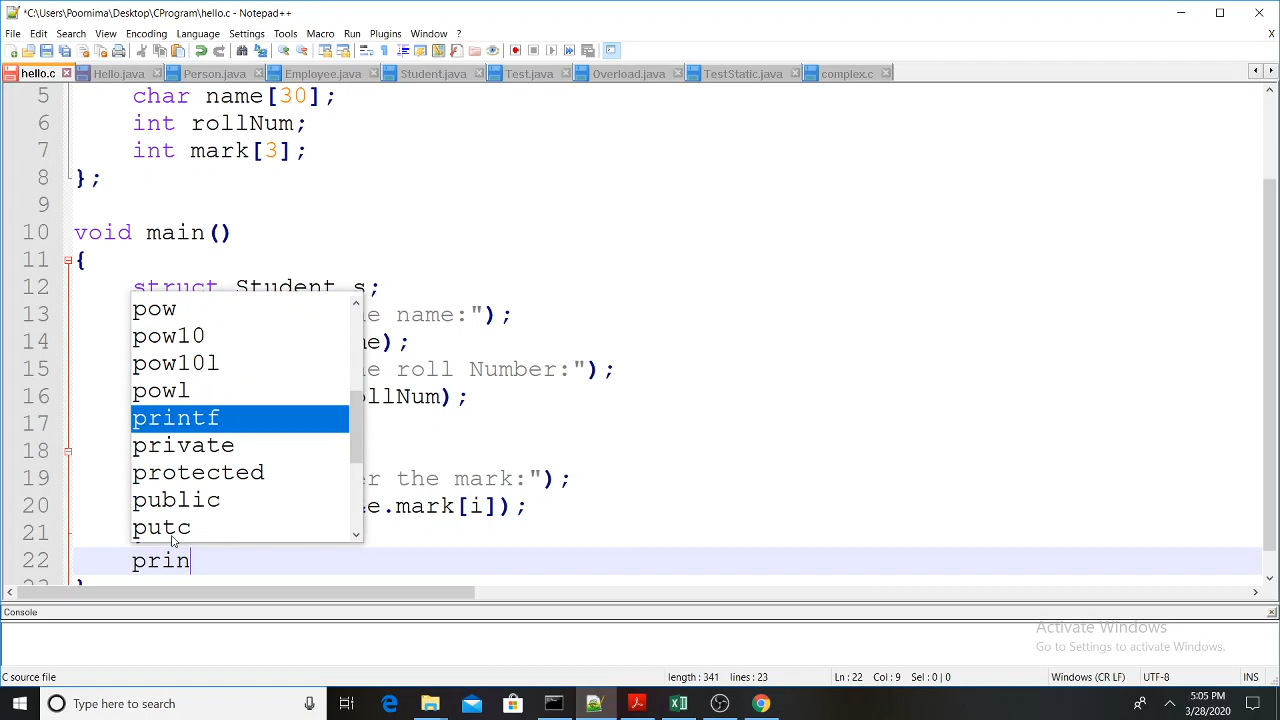 *C:\Users\Poornima\Desktop\CProgram\hello.c - Notepad++
File Edit Search View Encoding Language Settings Tools Macro Run Plugins Window ?
X
hello.c Hello.java Person.java Employee.java Student.java Test.java Overload.java TestStatic.java complex.c
5 char name[30];
6 int rollNum;
7 int mark[3];
8 };
9
10 void main()
11 {
12 struct Student s;
13 e name:");
14 e);
15 e roll Number:");
16 ollNum);
17
18
19 er the mark:");
20 .mark[i]);
21
22 prin
23 }
pow
pow10
pow10l
powl
printf
private
protected
public
putc
Console
Activate Windows
Go to Settings to activate Windows.
C source file length : 341 lines : 23 Ln : 22 Col : 9 Sel : 0 | 0 Windows (CR LF) UTF-8 INS
Type here to search
5:05 PM
3/28/2020